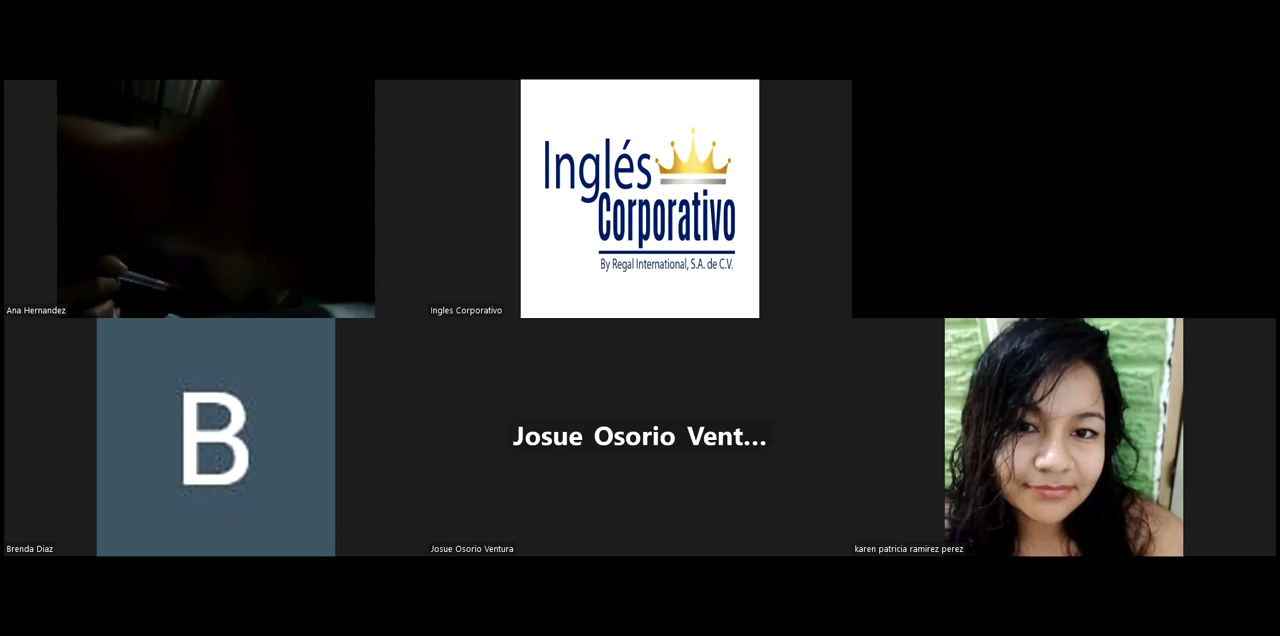 Inglés
Corporativo
By Regal International, S.A. de C.V.
Ana Hernandez
Ingles Corporativo
B
Josue Osorio Vent...
Brenda Diaz
Josue Osorio Ventura
karen patricia ramirez perez